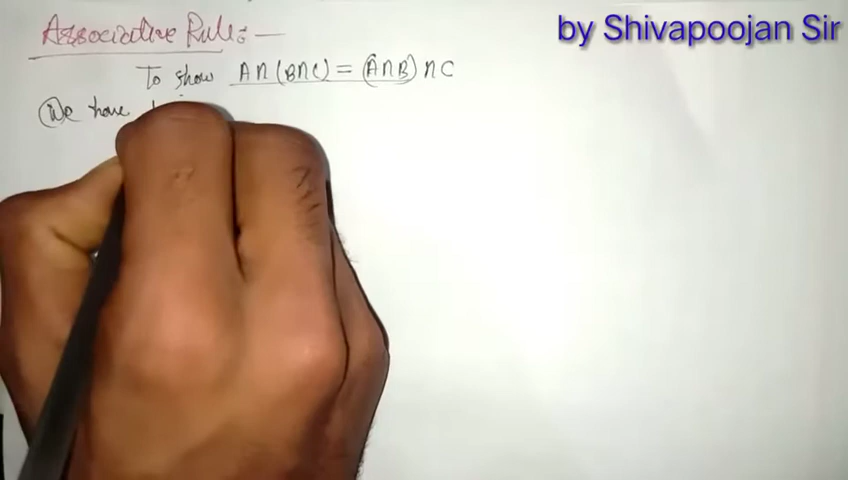 by Shivapoojan Sir
Associative Rule:—
To show A∩(B∩C) = (A∩B)∩C
We have